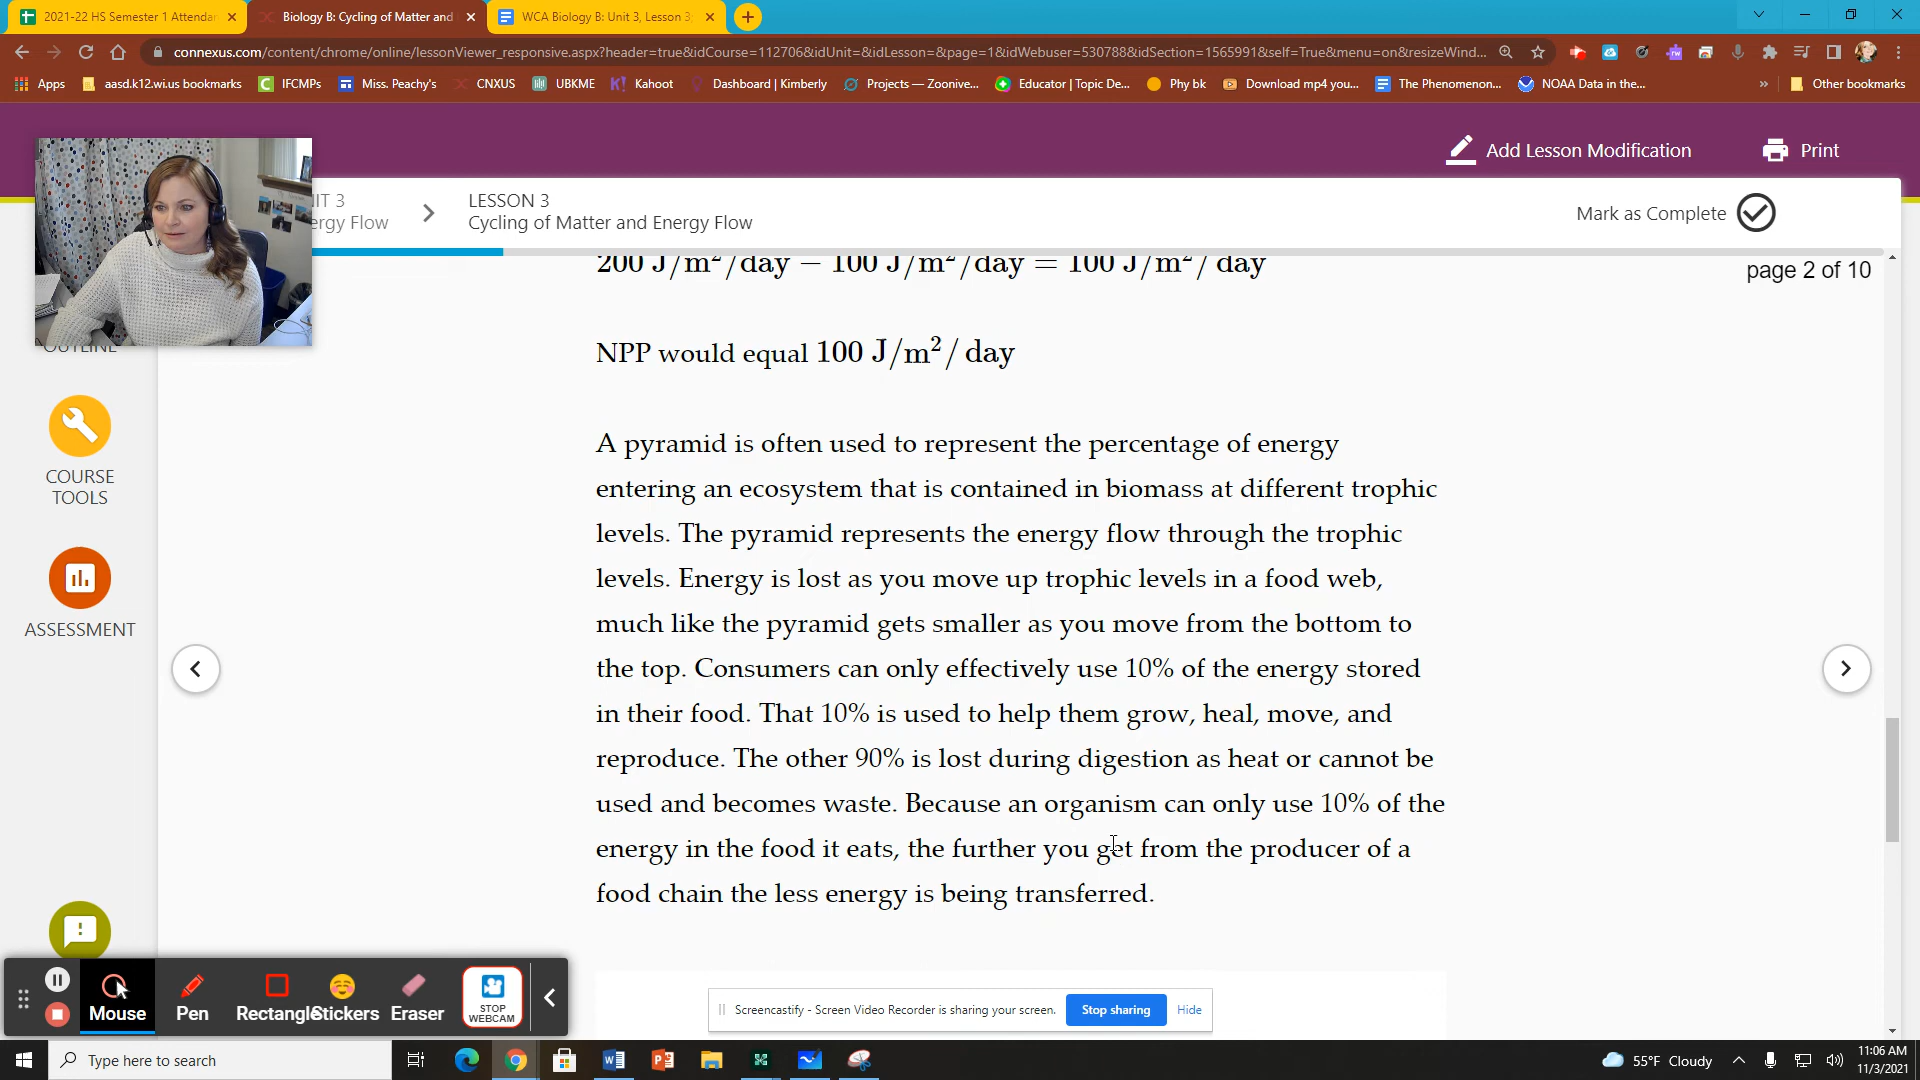 2021-22 HS Semester 1 Attendan
Biology B: Cycling of Matter and
WCA Biology B: Unit 3, Lesson 3
connexus.com/content/chrome/online/lessonViewer_responsive.aspx?header=true&idCourse=112706&idUnit=&idLesson=&page=1&idWebuser=530788&idSection=1565991&self=True&menu=on&resizeWind...
Apps
aasd.k12.wi.us bookmarks
IFCMPs
Miss. Peachy's
CNXUS
UBKME
Kahoot
Dashboard | Kimberly
Projects — Zoonive...
Educator | Topic De...
Phy bk
Download mp4 you...
The Phenomenon...
NOAA Data in the...
»
Other bookmarks
Add Lesson Modification
Print
IT 3
ergy Flow
LESSON 3
Cycling of Matter and Energy Flow
Mark as Complete
page 2 of 10
200 J/m²/day − 100 J/m²/day = 100 J/m²/ day
NPP would equal 100 J/m²/ day
A pyramid is often used to represent the percentage of energy
entering an ecosystem that is contained in biomass at different trophic
levels. The pyramid represents the energy flow through the trophic
levels. Energy is lost as you move up trophic levels in a food web,
much like the pyramid gets smaller as you move from the bottom to
the top. Consumers can only effectively use 10% of the energy stored
in their food. That 10% is used to help them grow, heal, move, and
reproduce. The other 90% is lost during digestion as heat or cannot be
used and becomes waste. Because an organism can only use 10% of the
energy in the food it eats, the further you get from the producer of a
food chain the less energy is being transferred.
OUTLINE
COURSE
TOOLS
ASSESSMENT
Mouse
Pen
Rectangle
Stickers
Eraser
STOP
WEBCAM
Screencastify - Screen Video Recorder is sharing your screen.
Stop sharing
Hide
Type here to search
55°F Cloudy
11:06 AM
11/3/2021